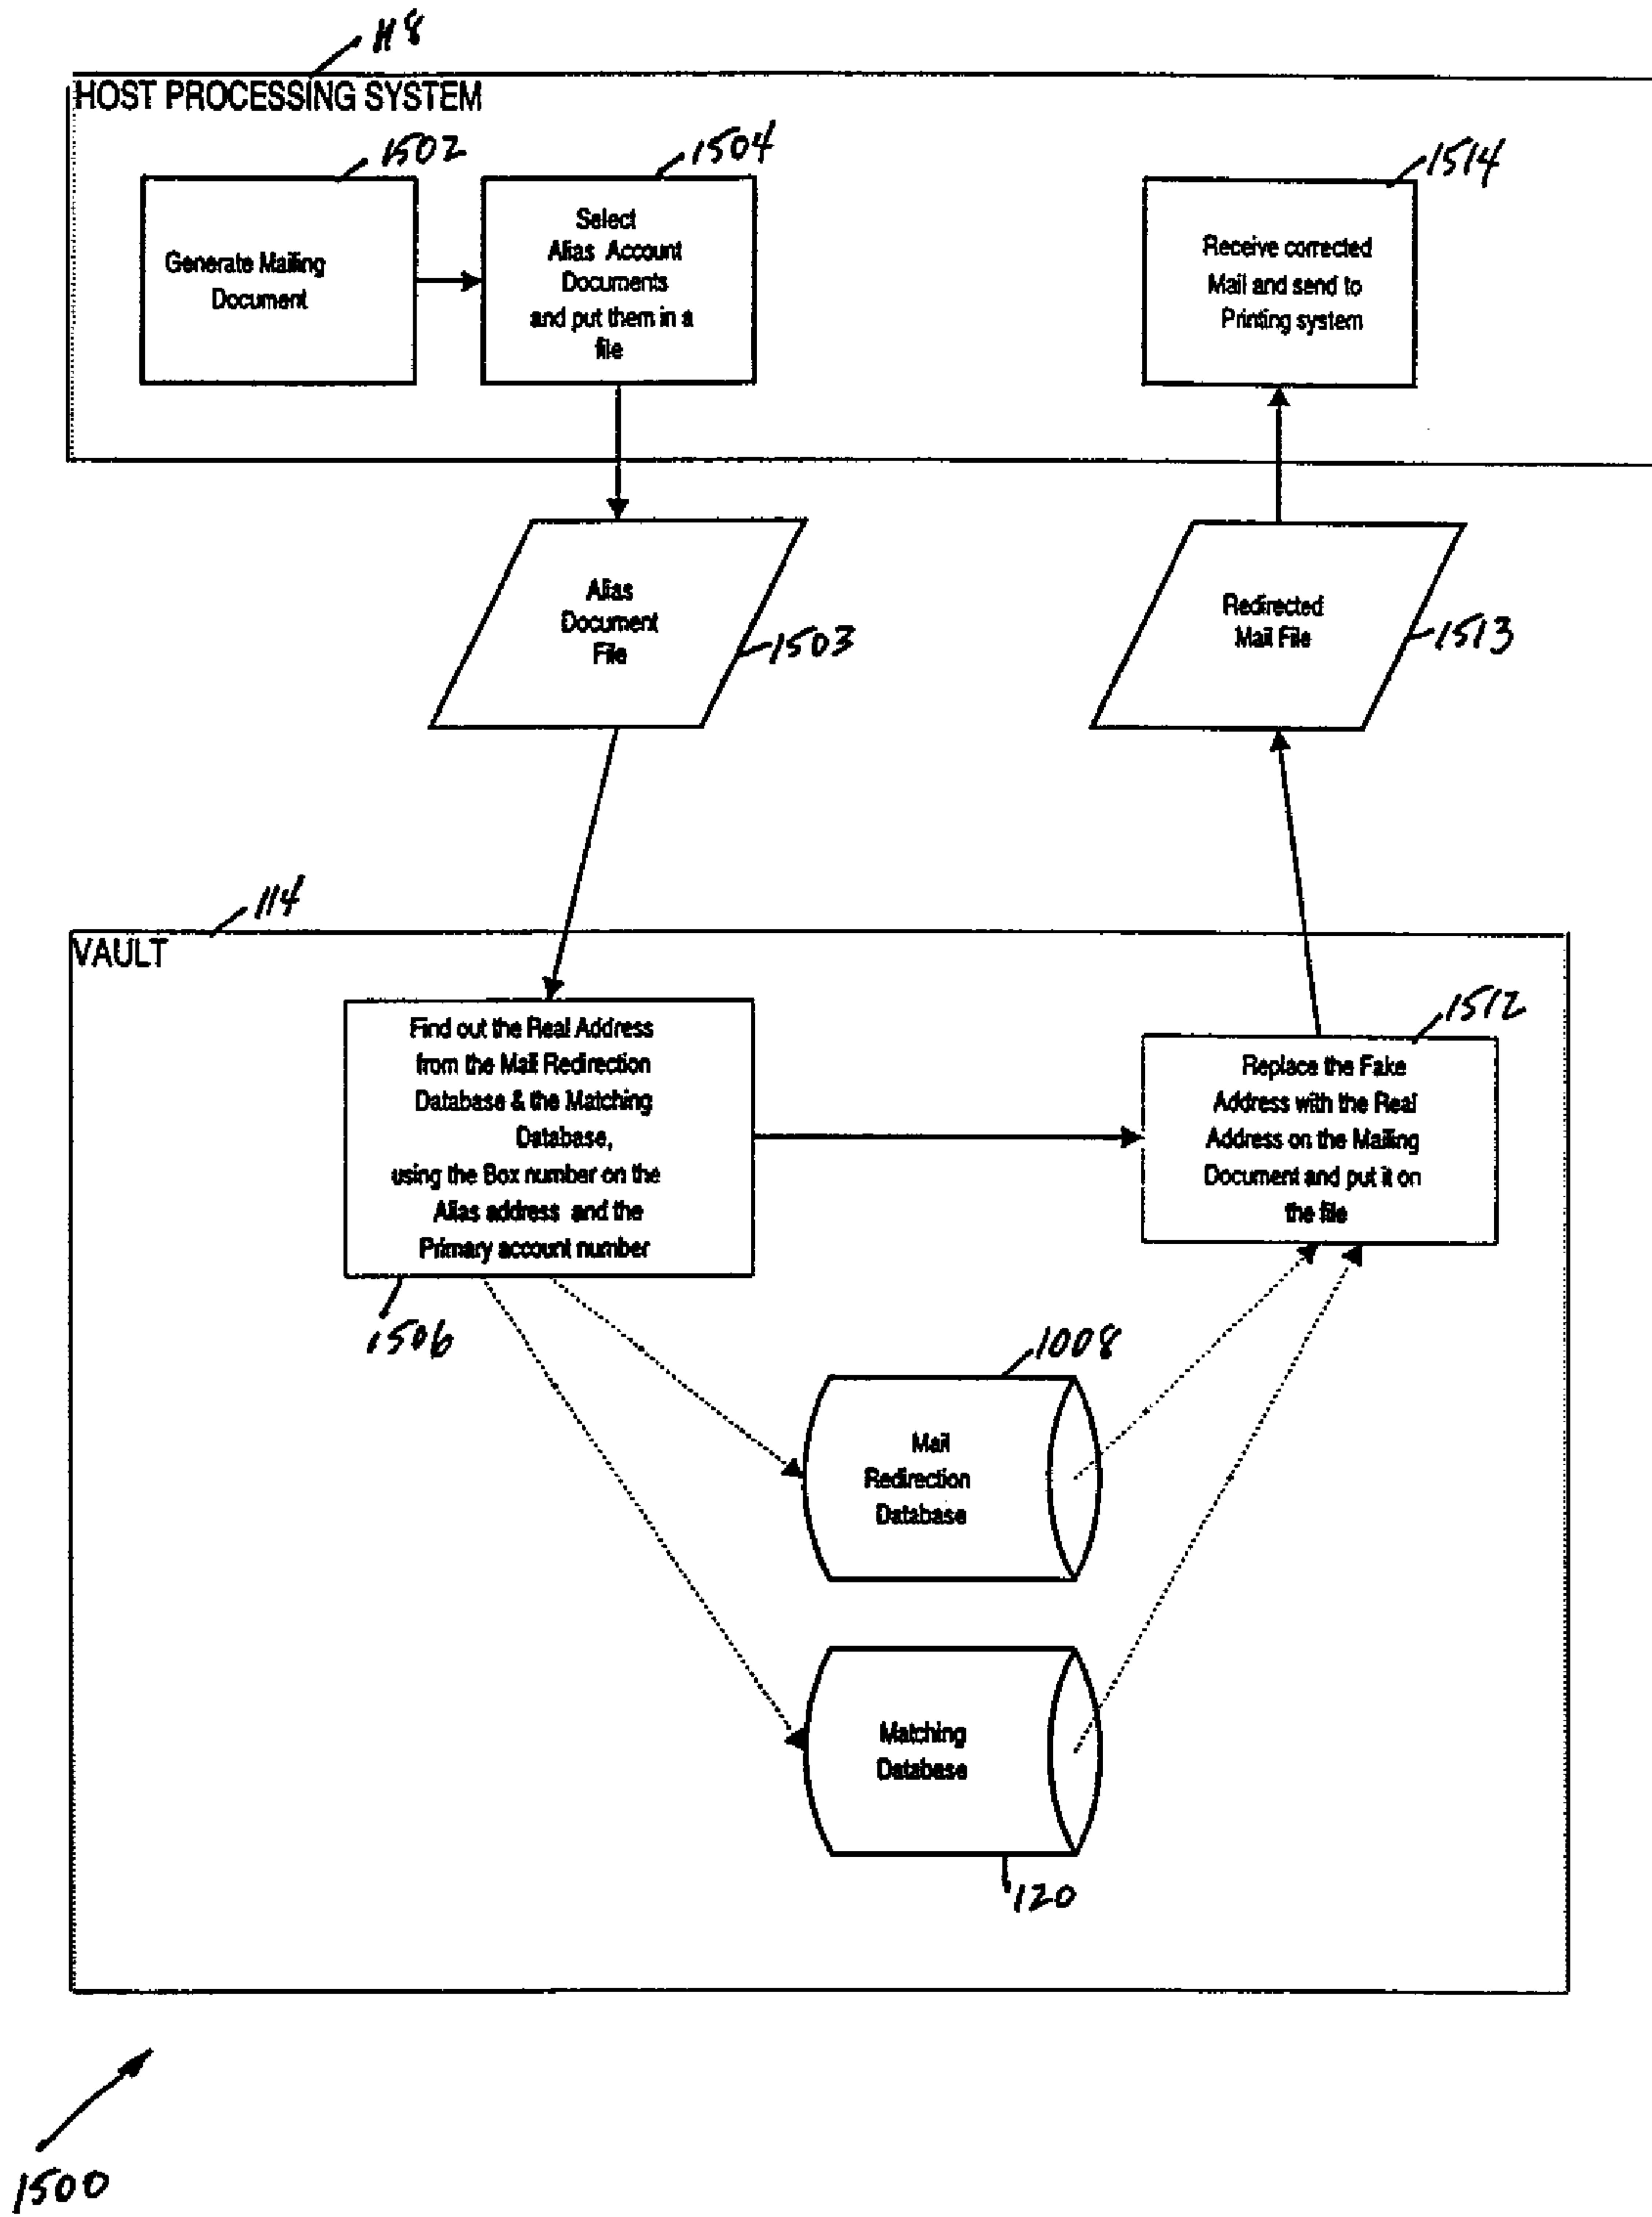 118
HOST PROCESSING SYSTEM
1502
1504
1514
Generate Mailing
Document
Select
Alias Account
Documents
and put them in a
file
Receive corrected
Mail and send to
Printing system
Alias
Document
File
1503
Redirected
Mail File
1513
114
VAULT
Find out the Real Address
from the Mail Redirection
Database & the Matching
Database,
using the Box number on the
Alias address and the
Primary account number
1506
1512
Replace the Fake
Address with the Real
Address on the Mailing
Document and put it on
the file
1008
Mail
Redirection
Database
Matching
Database
120
1500